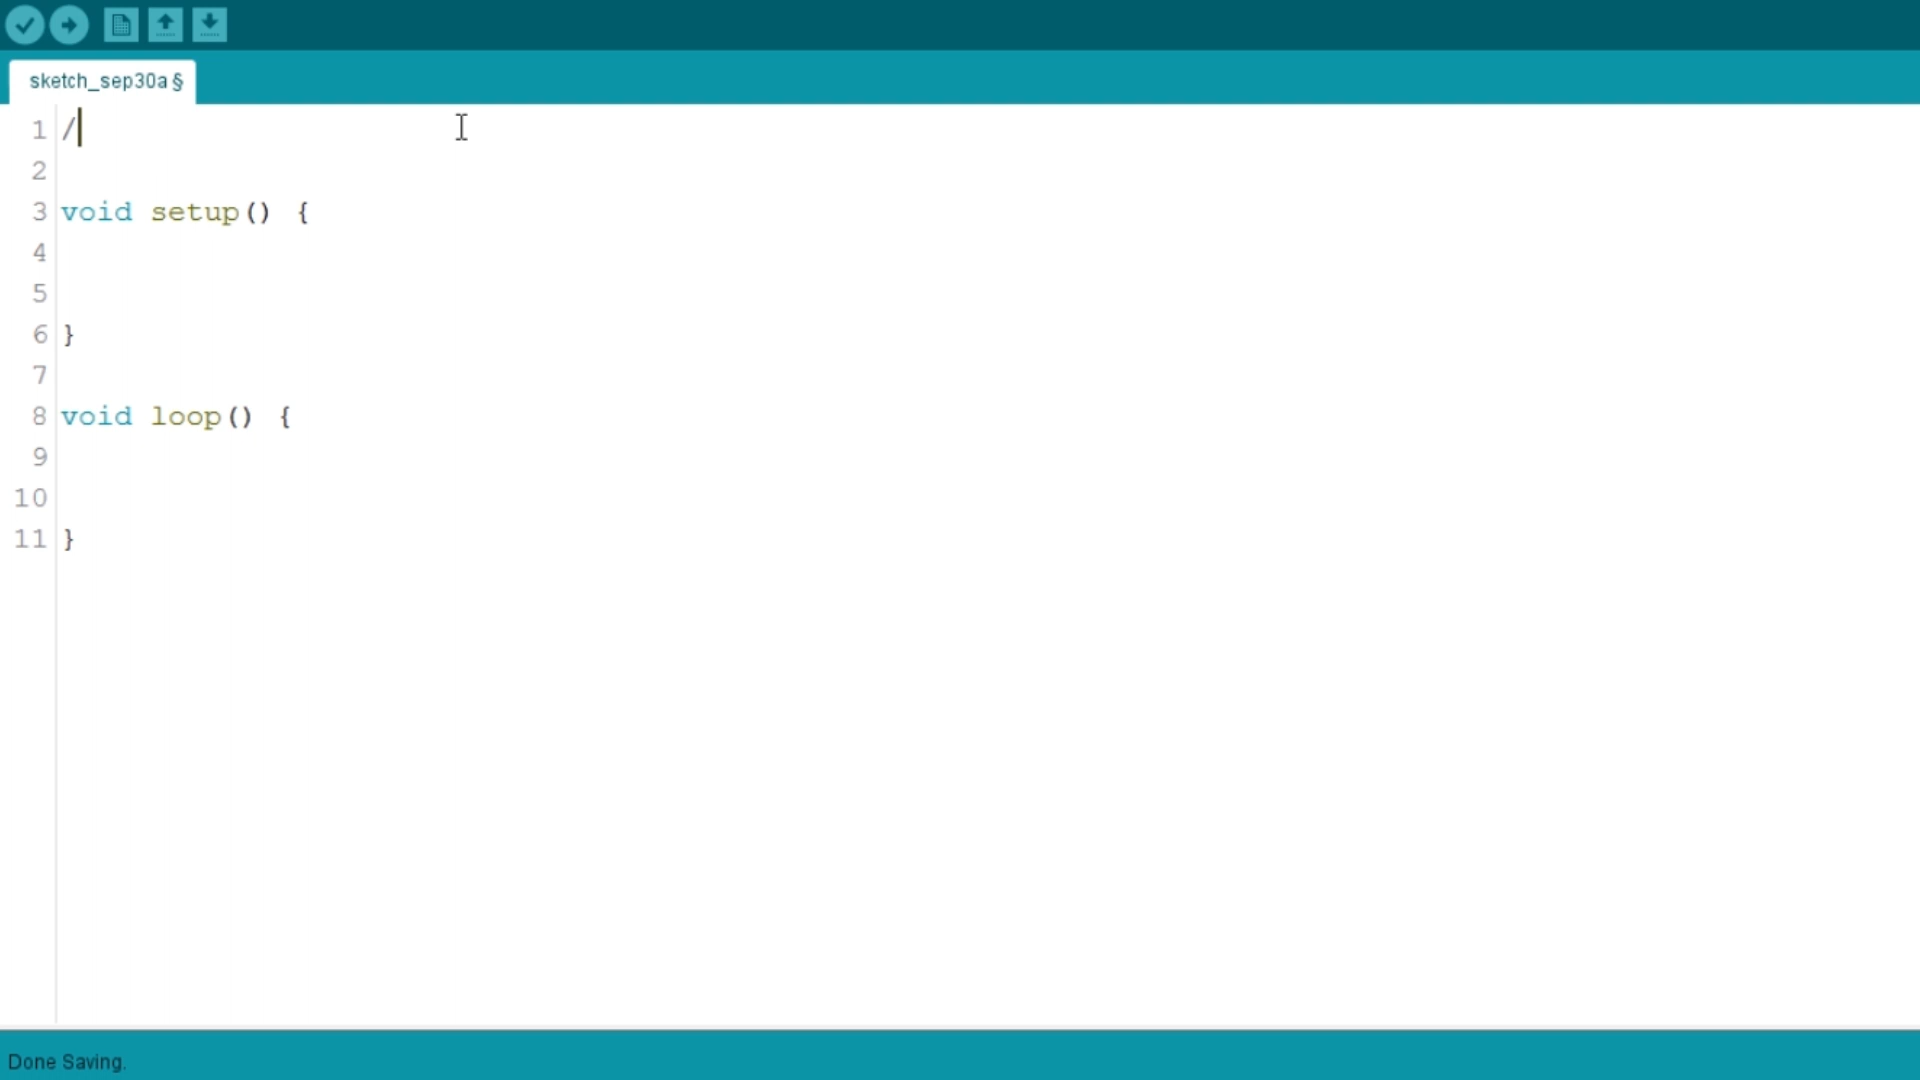 sketch_sep30a §
1 /
2
3 void setup() {
4
5
6 }
7
8 void loop() {
9
10
11 }
Done Saving.